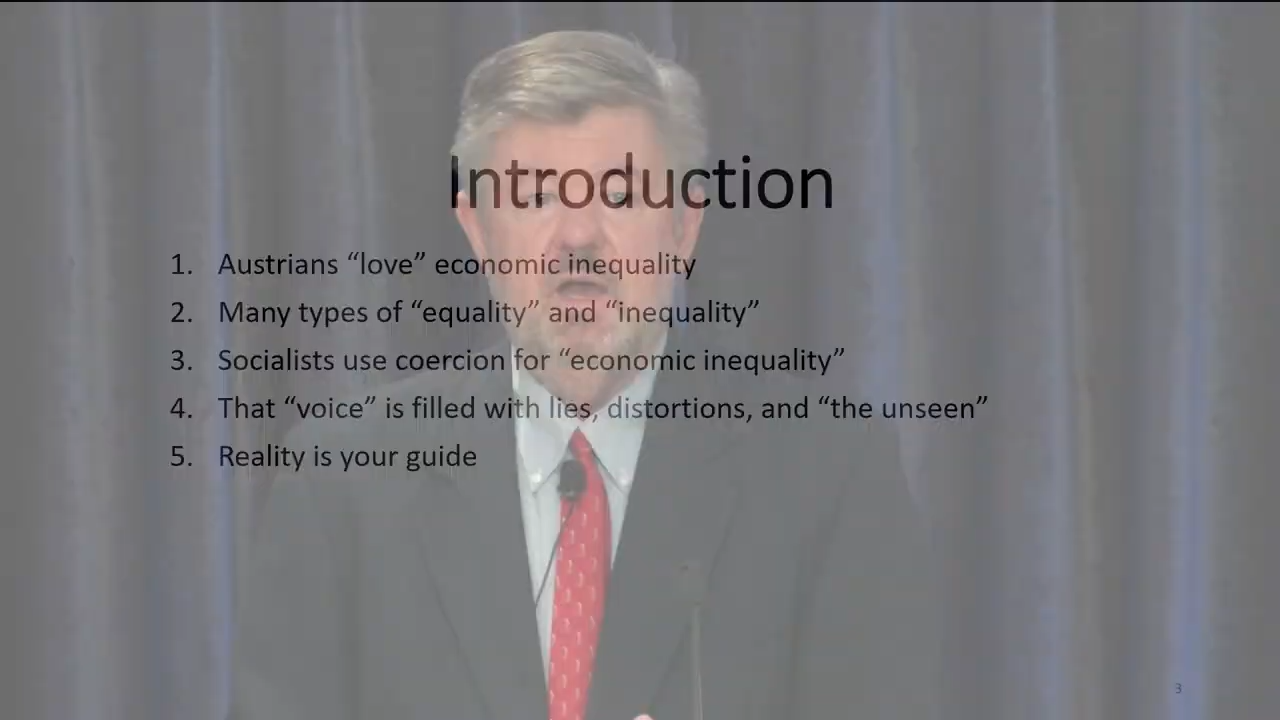 Introduction
1. Austrians “love” economic inequality
2. Many types of “equality” and “inequality”
3. Socialists use coercion for “economic inequality”
4. That “voice” is filled with lies, distortions, and “the unseen”
5. Reality is your guide
3